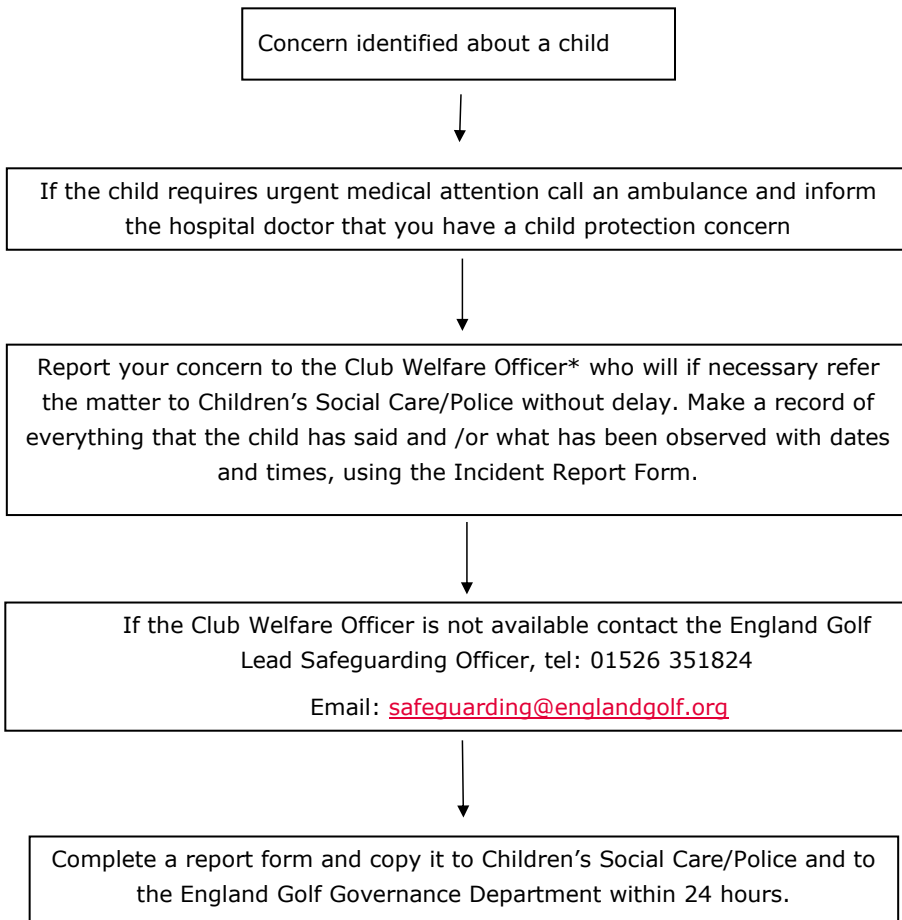 Concern identified about a child
If the child requires urgent medical attention call an ambulance and inform
the hospital doctor that you have a child protection concern
Report your concern to the Club Welfare Officer* who will if necessary refer
the matter to Children’s Social Care/Police without delay. Make a record of
everything that the child has said and /or what has been observed with dates
and times, using the Incident Report Form.
If the Club Welfare Officer is not available contact the England Golf
Lead Safeguarding Officer, tel: 01526 351824
Email: safeguarding@englandgolf.org
Complete a report form and copy it to Children’s Social Care/Police and to
the England Golf Governance Department within 24 hours.